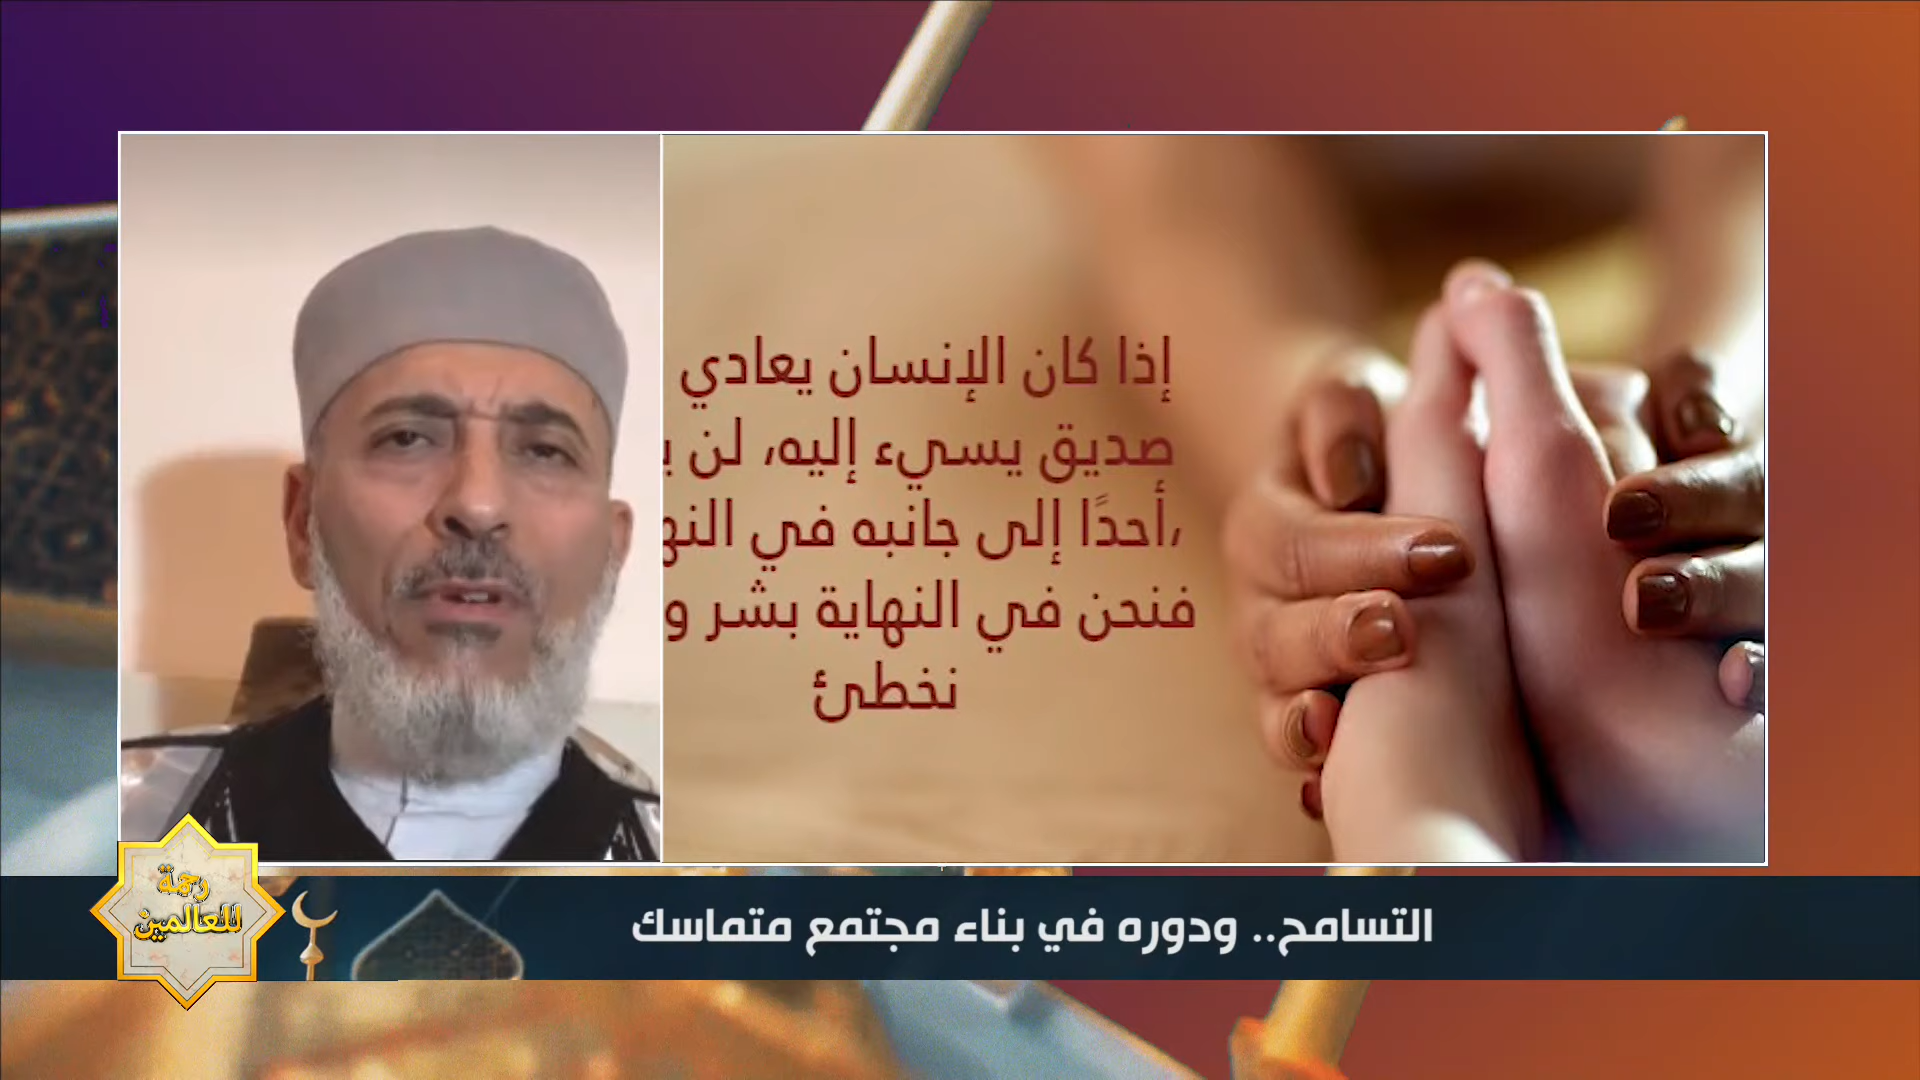 إذا كان الإنسان يعادي
صديق يسيء إليه، لن
أحدًا إلى جانبه في النه،
فنحن في النهاية بشر و
نخطئ
رحمة
للعالمين
التسامح.. ودوره في بناء مجتمع متماسك